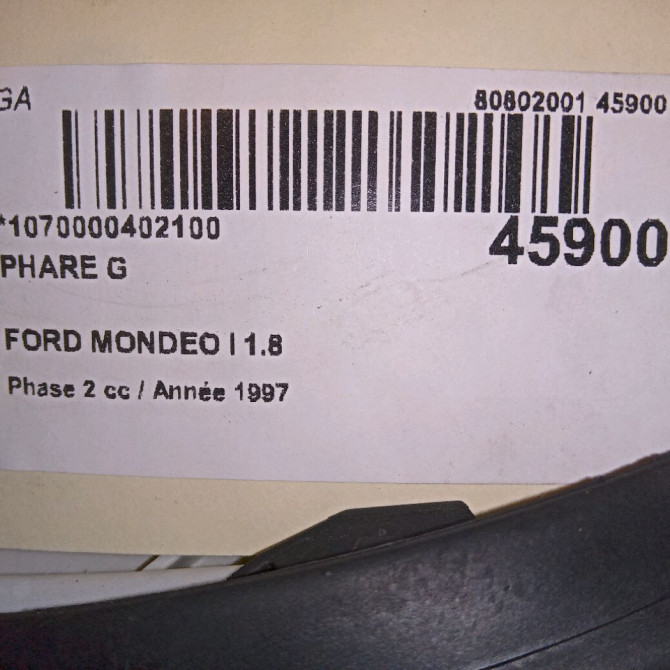 GA
80802001 45900
*1070000402100
45900
PHARE G
FORD MONDEO I 1.8
Phase 2 cc / Année 1997